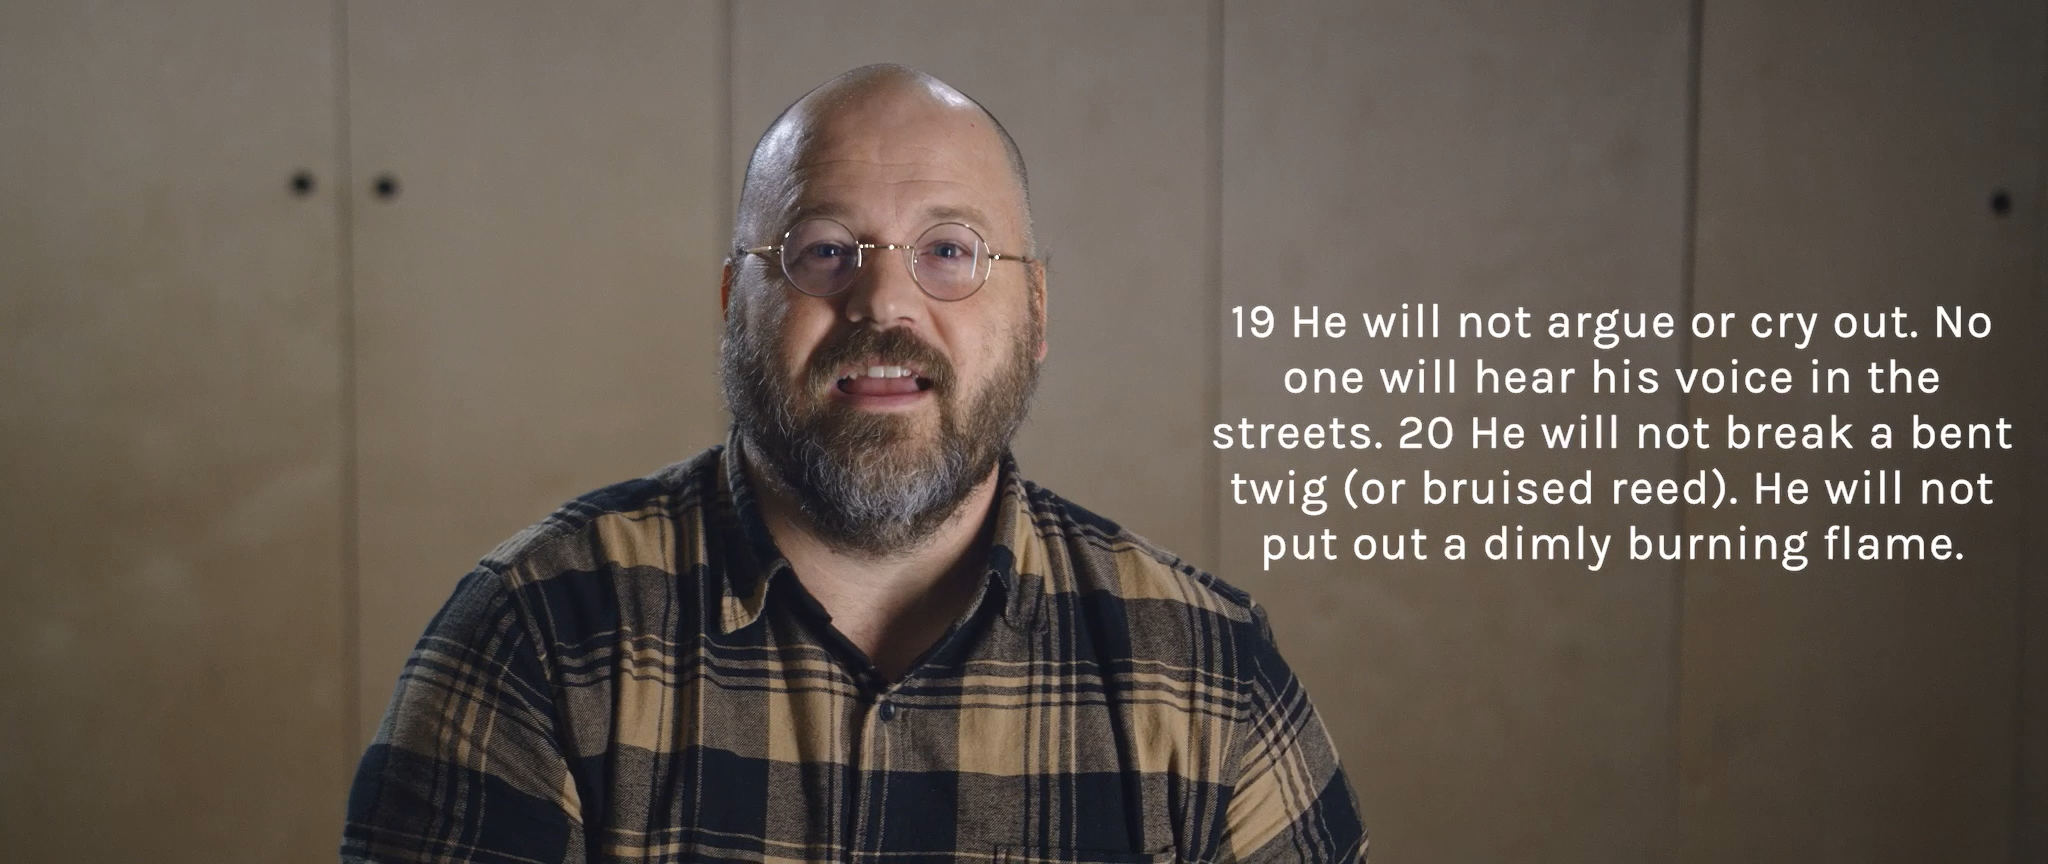 19 He will not argue or cry out. No
one will hear his voice in the
streets. 20 He will not break a bent
twig (or bruised reed). He will not
put out a dimly burning flame.